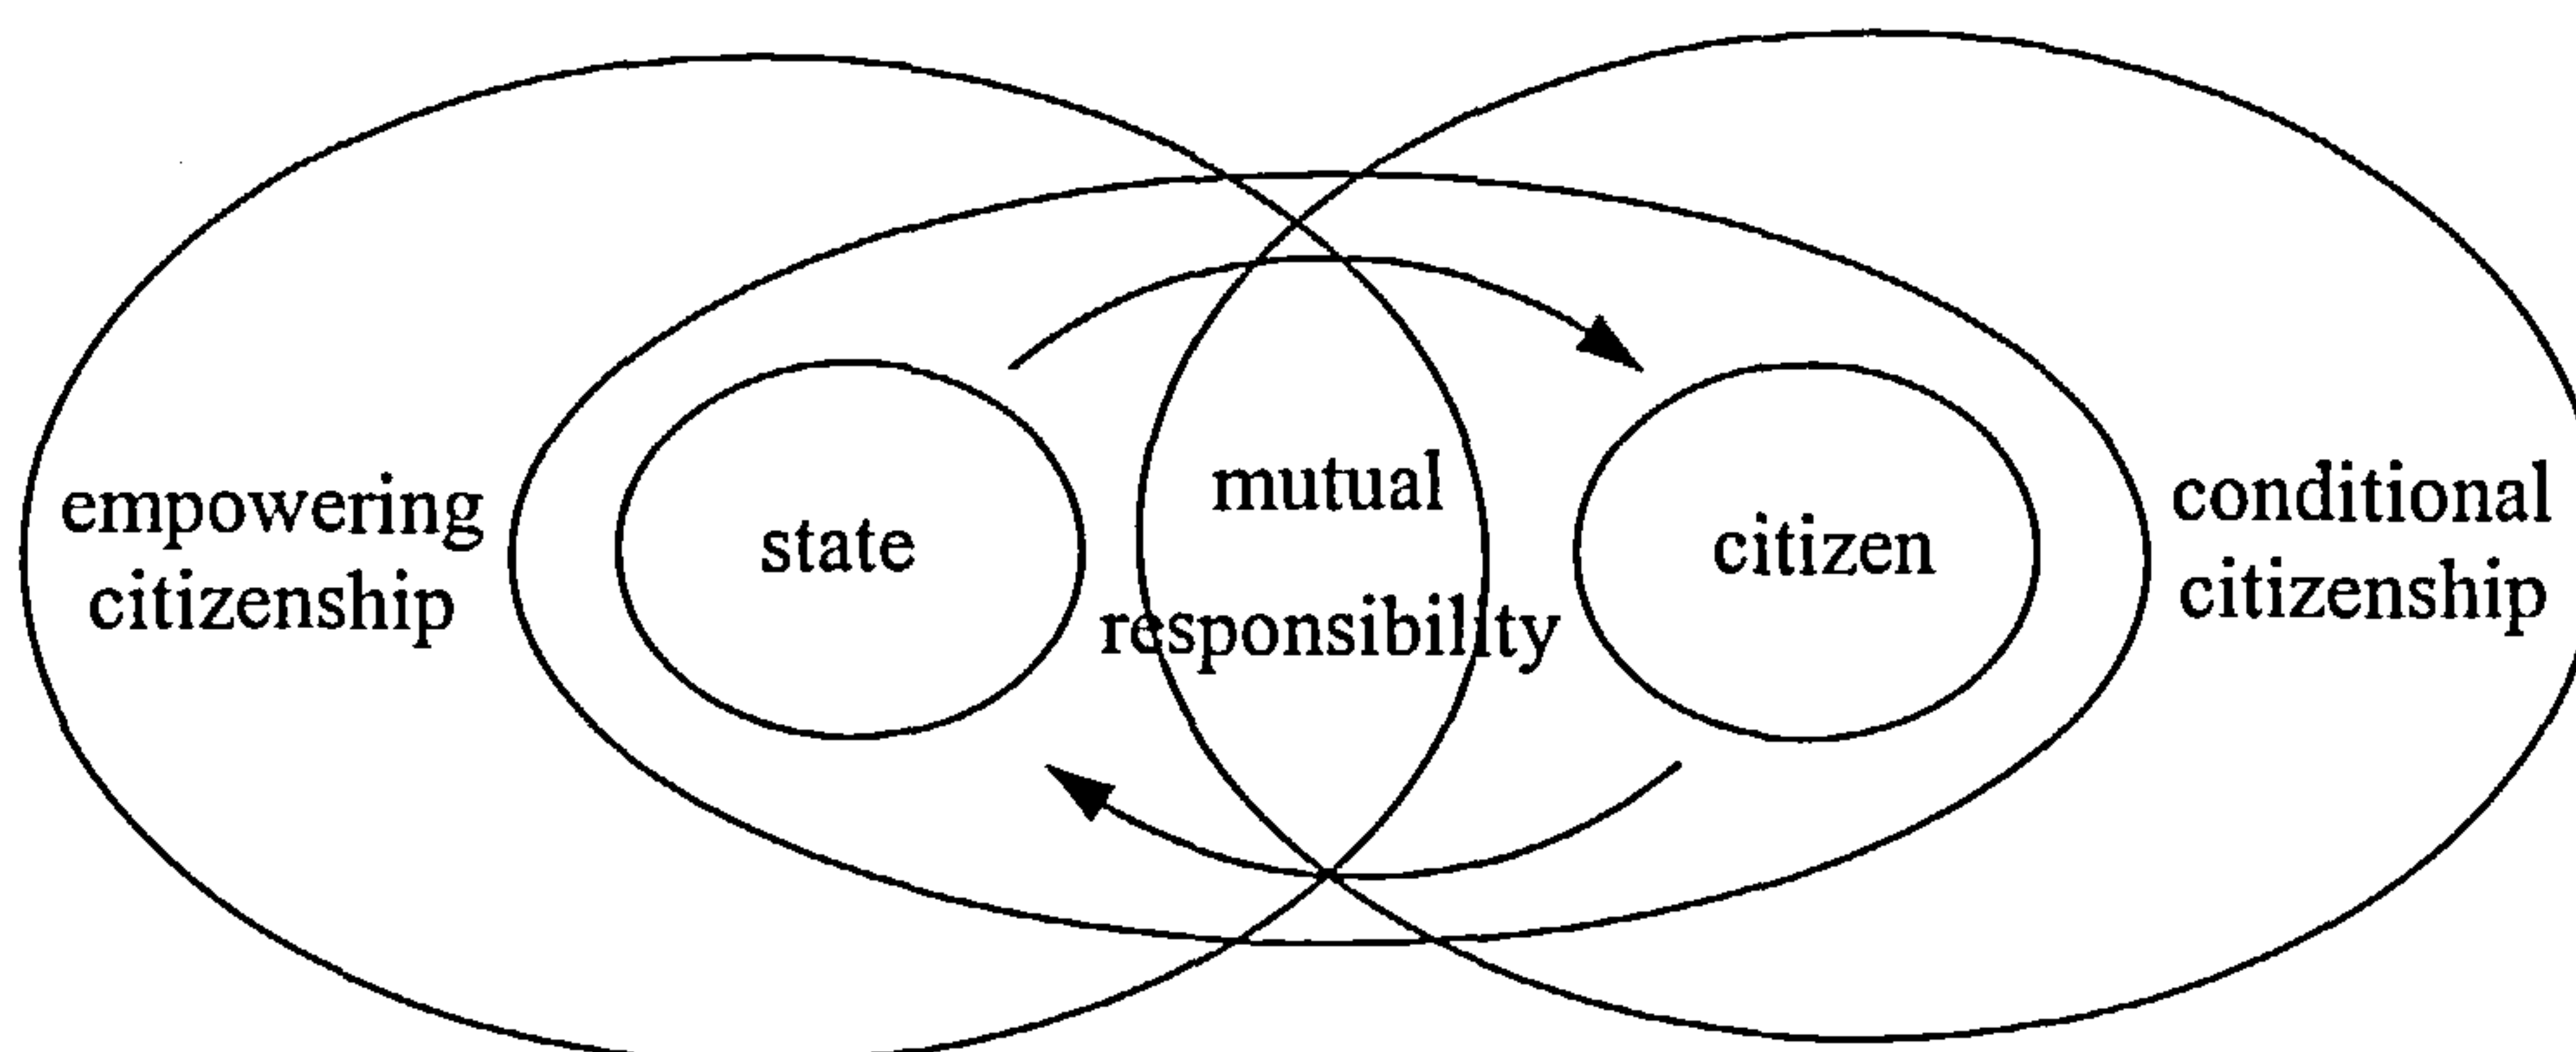 empowering
citizenship
state
mutual
responsibility
citizen
conditional
citizenship